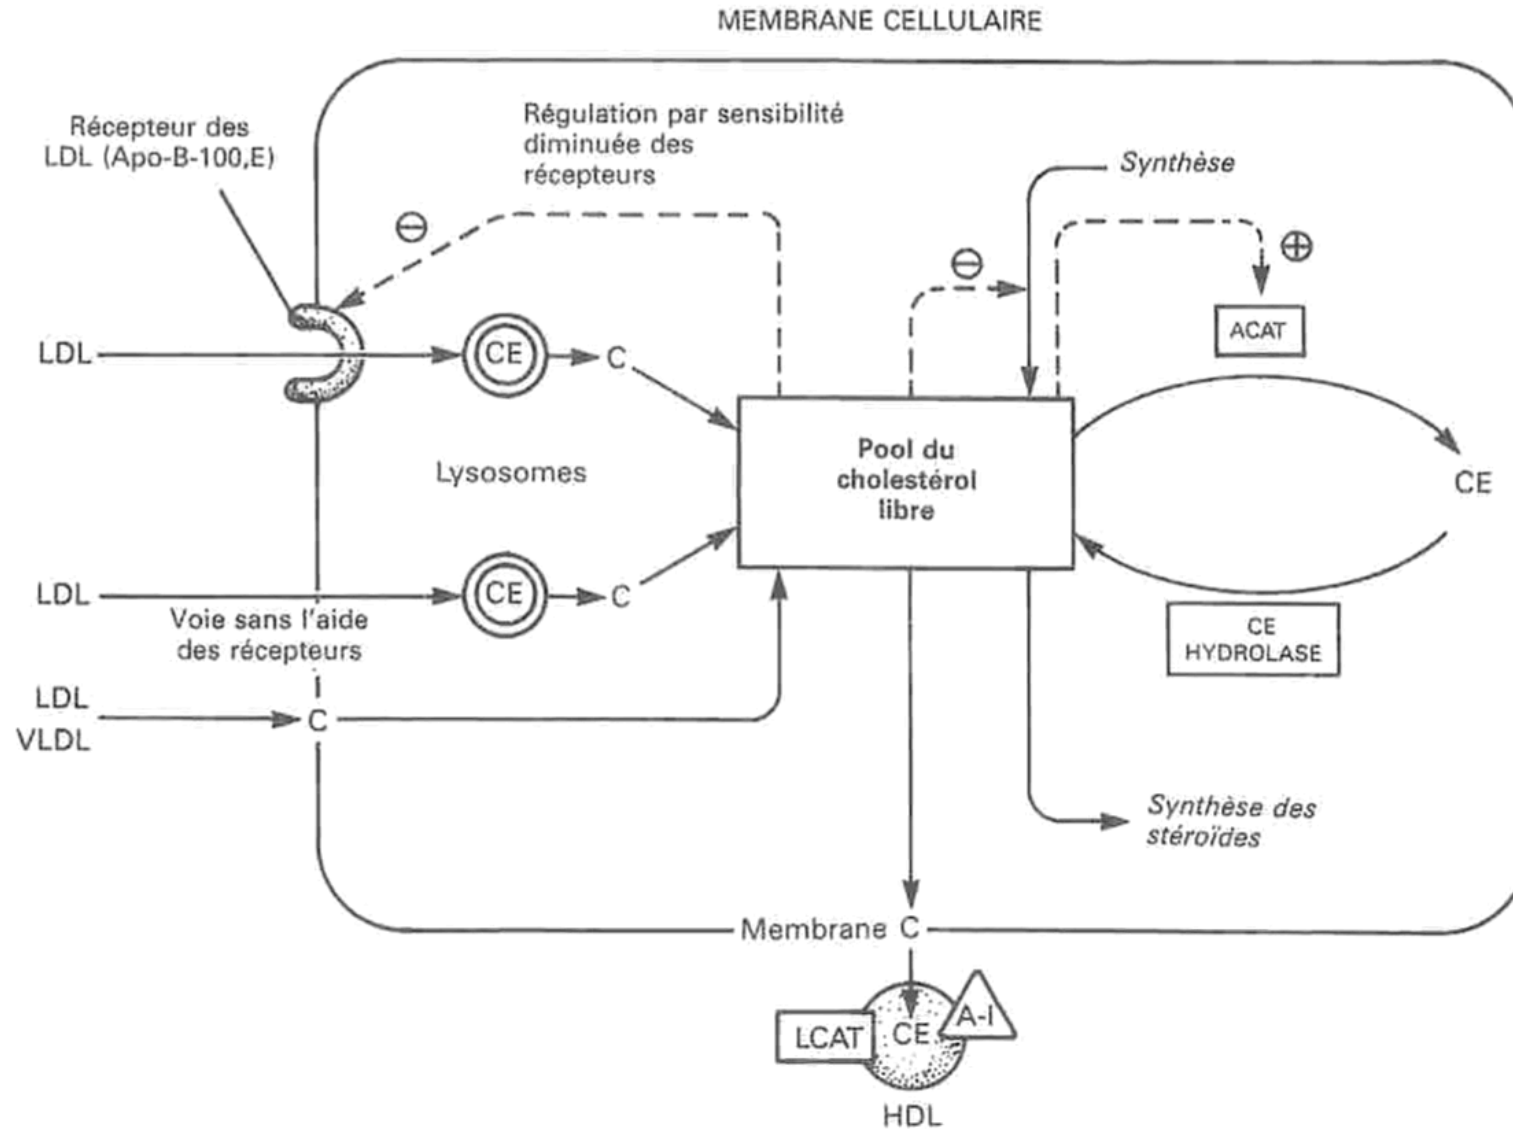 MEMBRANE CELLULAIRE
Récepteur des
LDL (Apo-B-100,E)
Régulation par sensibilité
diminuée des
récepteurs
Synthèse
⊖
⊖
⊕
ACAT
LDL
CE
C
Pool du
cholestérol
libre
Lysosomes
CE
LDL
CE
C
Voie sans l'aide
des récepteurs
CE
HYDROLASE
LDL
VLDL
C
Synthèse des
stéroïdes
Membrane C
LCAT
CE
A-I
HDL